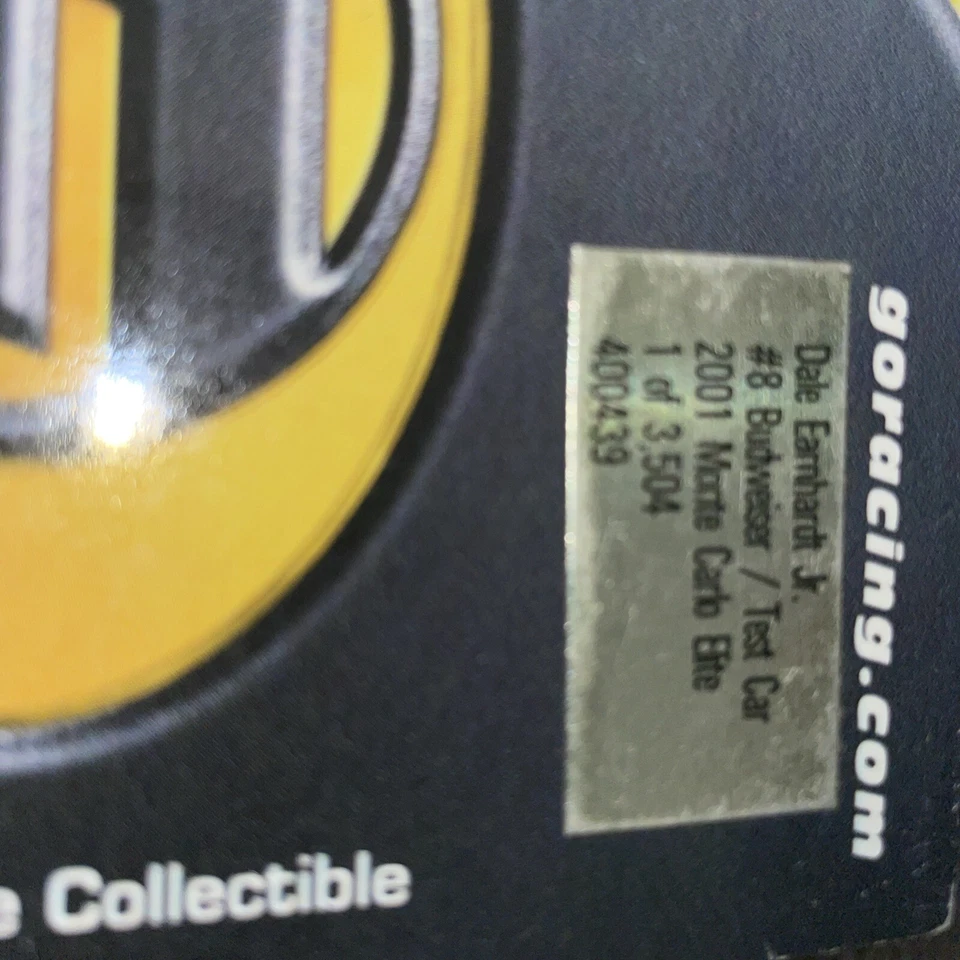 goracing.com
Dale Earnhardt Jr.
#8 Budweiser / Test Car
2001 Monte Carlo Elite
1 of 3,504
400439
Collectible